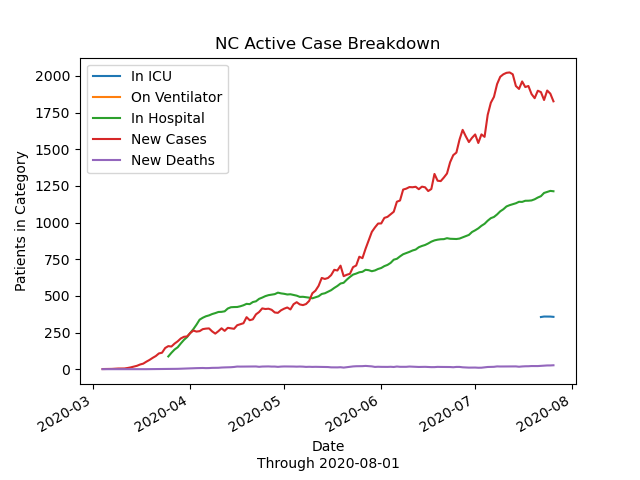 NC Active Case Breakdown
In ICU
On Ventilator
In Hospital
New Cases
New Deaths
2000
1750
1500
1250
1000
750
500
250
0
Patients in Category
2020-03
2020-04
2020-05
2020-06
2020-07
2020-08
Date
Through 2020-08-01